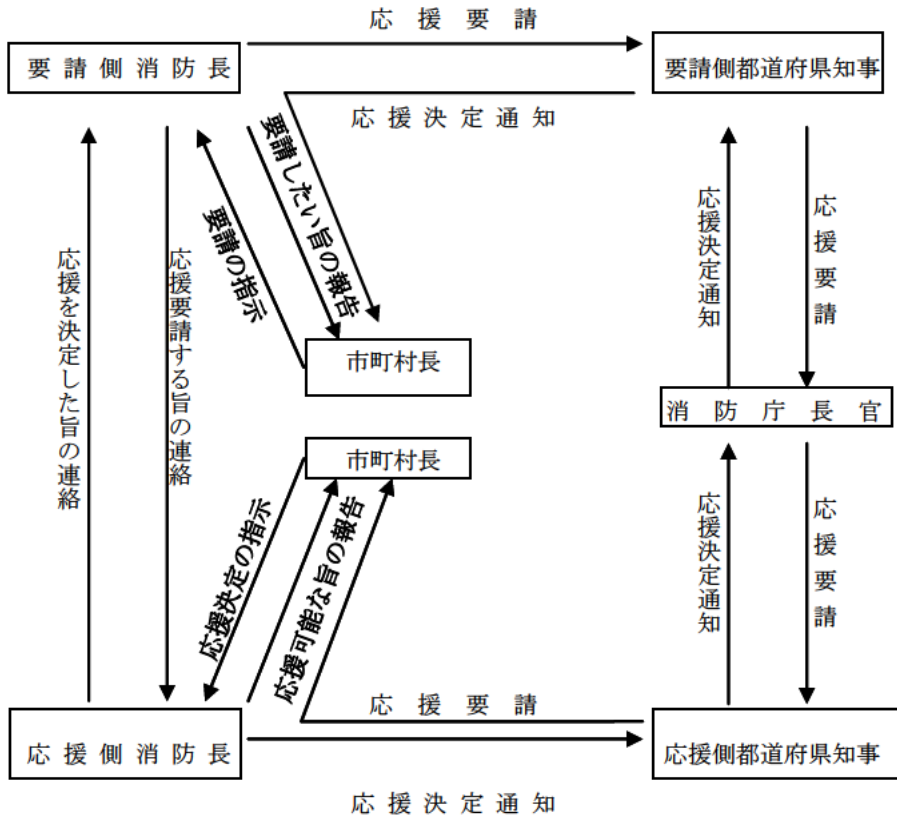 応援要請
要請側消防長
要請側都道府県知事
応援決定通知
要請したい旨の報告
要請の指示
応援を決定した旨の連絡
応援要請する旨の連絡
応援決定通知
応援要請
市町村長
消防庁長官
市町村長
応援決定の指示
応援可能な旨の報告
応援決定通知
応援要請
応援要請
応援側消防長
応援側都道府県知事
応援決定通知